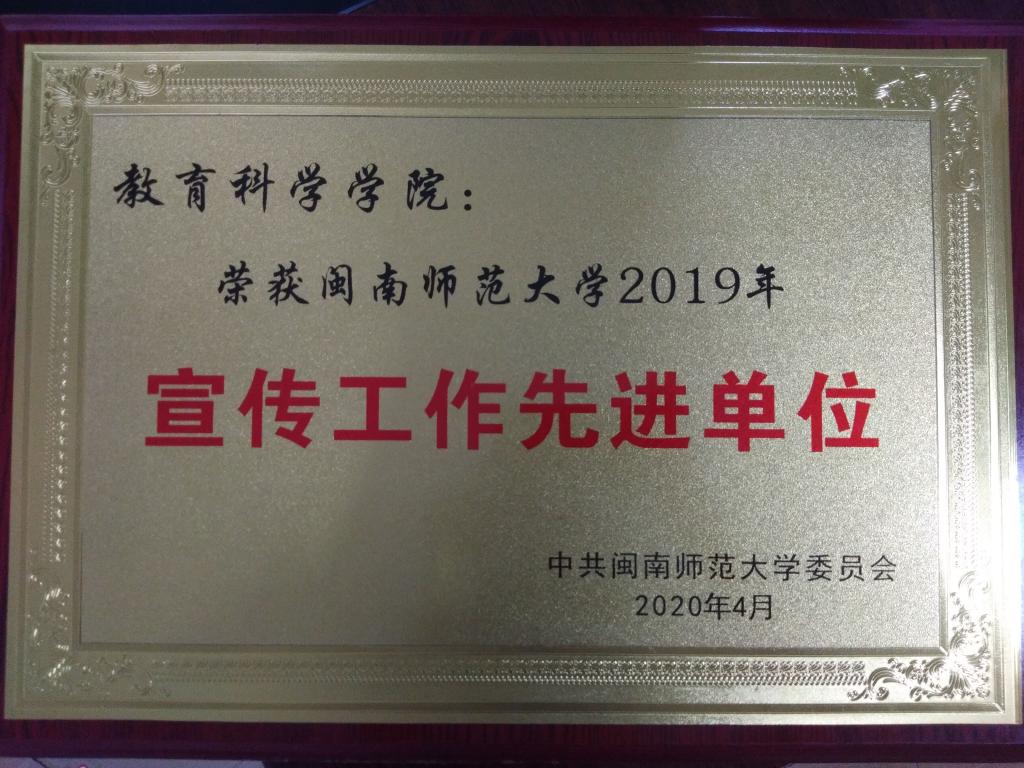 教育科学学院：
荣获闽南师范大学2019年
宣传工作先进单位
中共闽南师范大学委员会
2020年4月